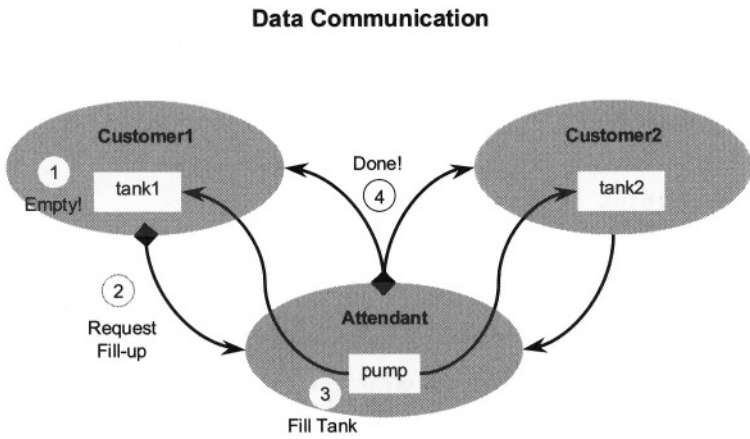 Data Communication
Customer1
Customer2
1
Empty!
tank1
Done!
4
tank2
2
Request
Fill-up
Attendant
pump
3
Fill Tank